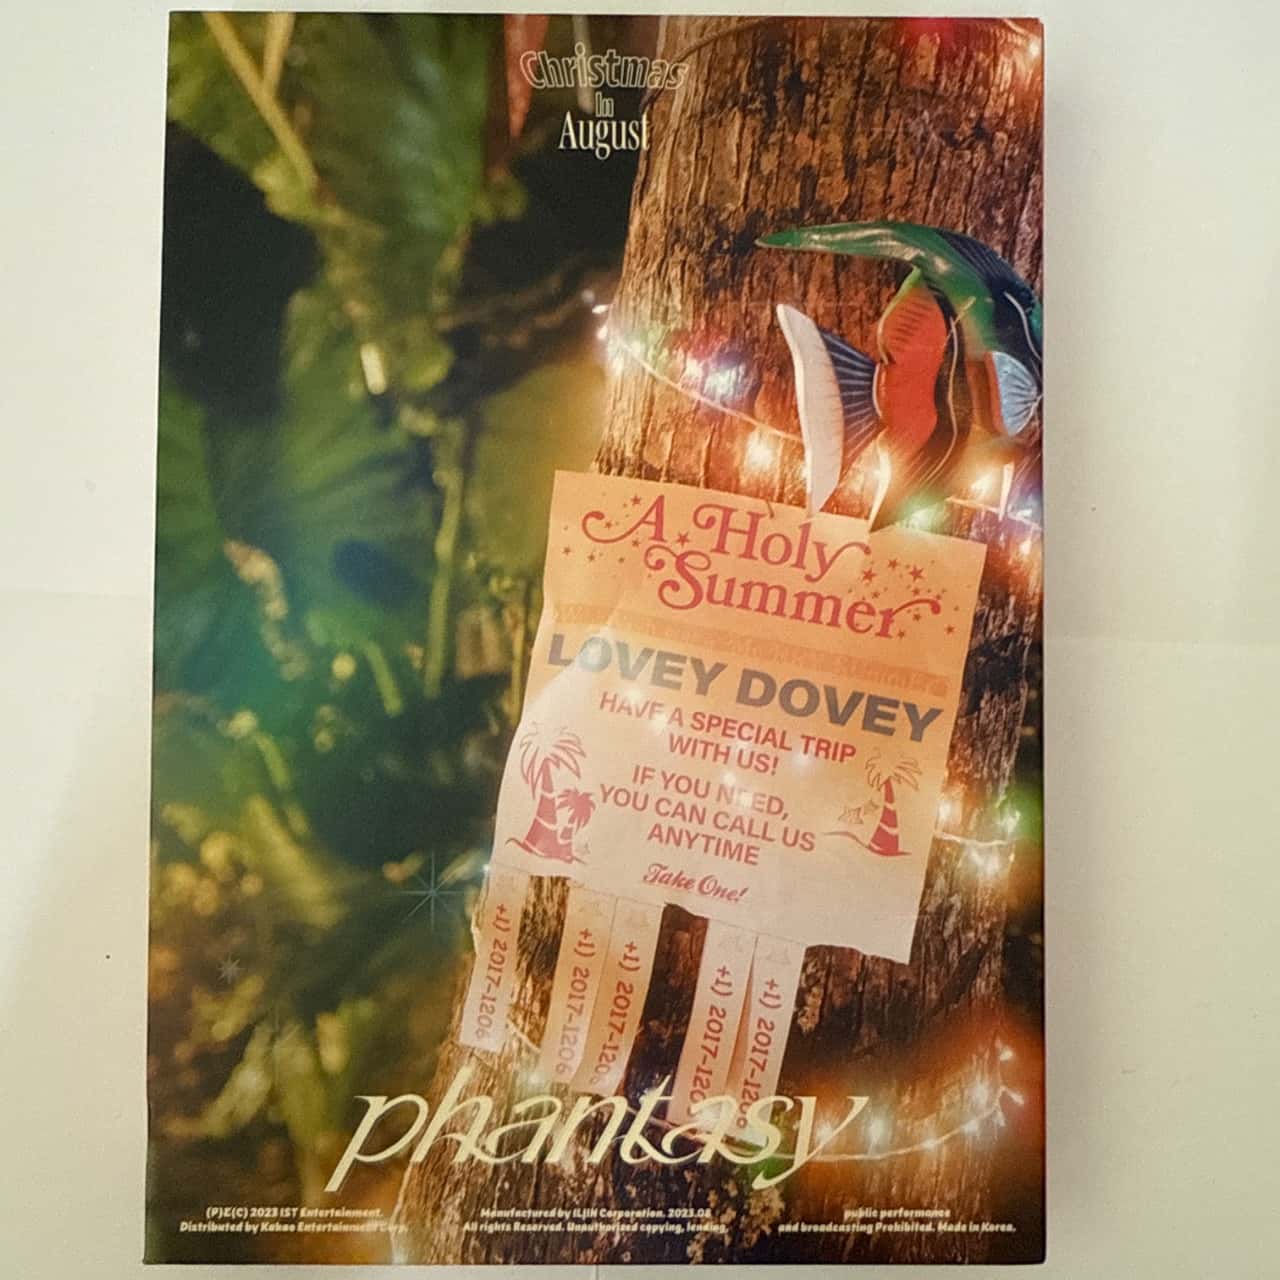 Christmas
In
August
A Holy
Summer
LOVEY DOVEY
HAVE A SPECIAL TRIP
WITH US!
IF YOU NEED,
YOU CAN CALL US
ANYTIME
Take One!
+1) 2017-1206
+1) 2017-1206
+1) 2017-1206
+1) 2017-1206
+1) 2017-1206
phantasy
(P)&(C) 2023 IST Entertainment.
Distributed by Kakao Entertainment Corp.
Manufactured by ILJIN Corporation. 2023.08
All rights Reserved. Unauthorized copying, lending,
public performance
and broadcasting Prohibited. Made in Korea.